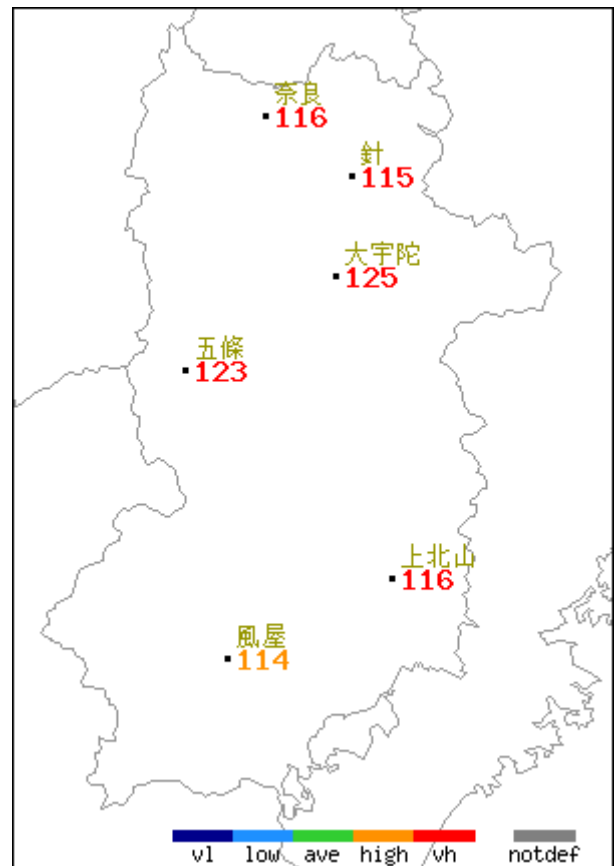 奈良
116
針
115
大宇陀
125
五條
123
上北山
116
風屋
114
vl low ave high vh notdef